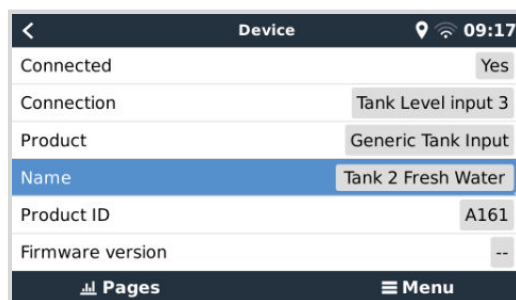 Device 09:17
Connected Yes
Connection Tank Level input 3
Product Generic Tank Input
Name Tank 2 Fresh Water
Product ID A161
Firmware version --
Pages Menu